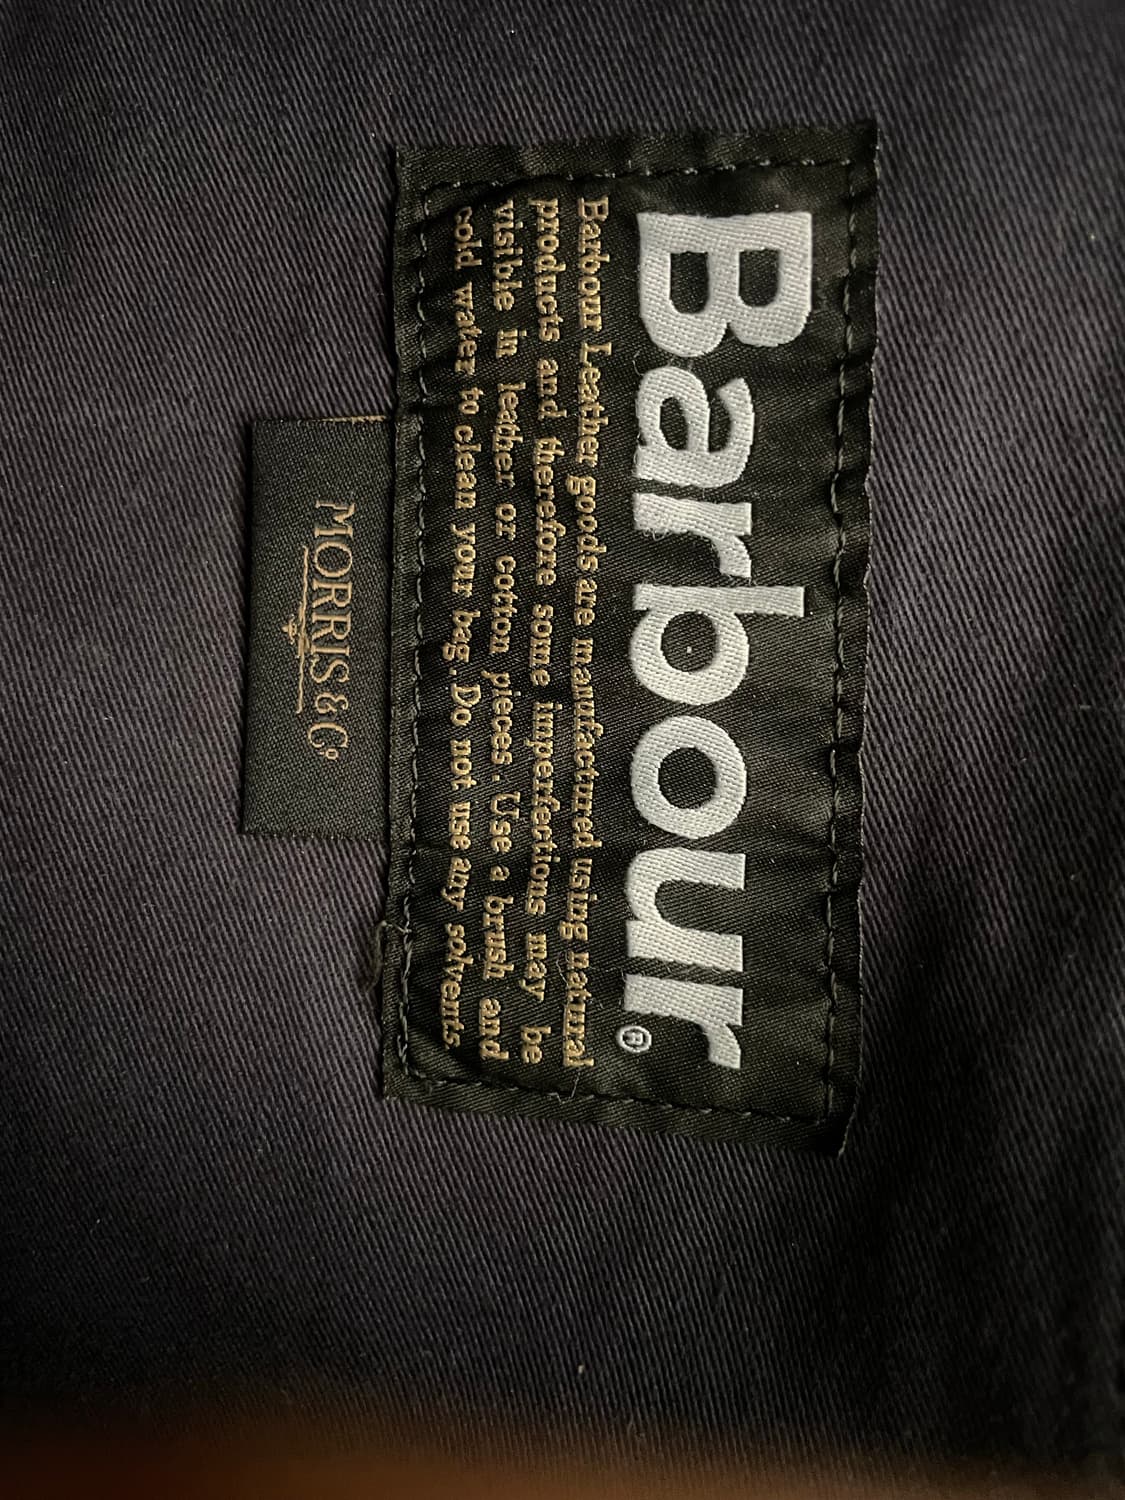 Barbour®
Barbour Leather goods are manufactured using natural
products and therefore some imperfections may be
visible in leather or cotton pieces. Use a brush and
cold water to clean your bag. Do not use any solvents.
MORRIS & Cº